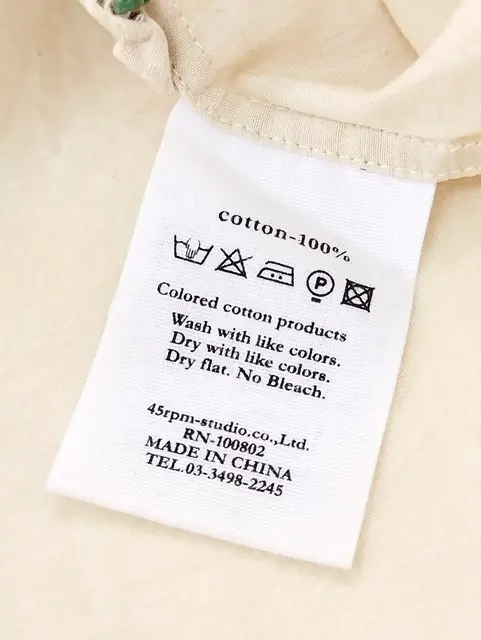 cotton-100%
P
Colored cotton products
Wash with like colors.
Dry with like colors.
Dry flat. No Bleach.
45rpm-studio.co.,Ltd.
RN-100802
MADE IN CHINA
TEL.03-3498-2245